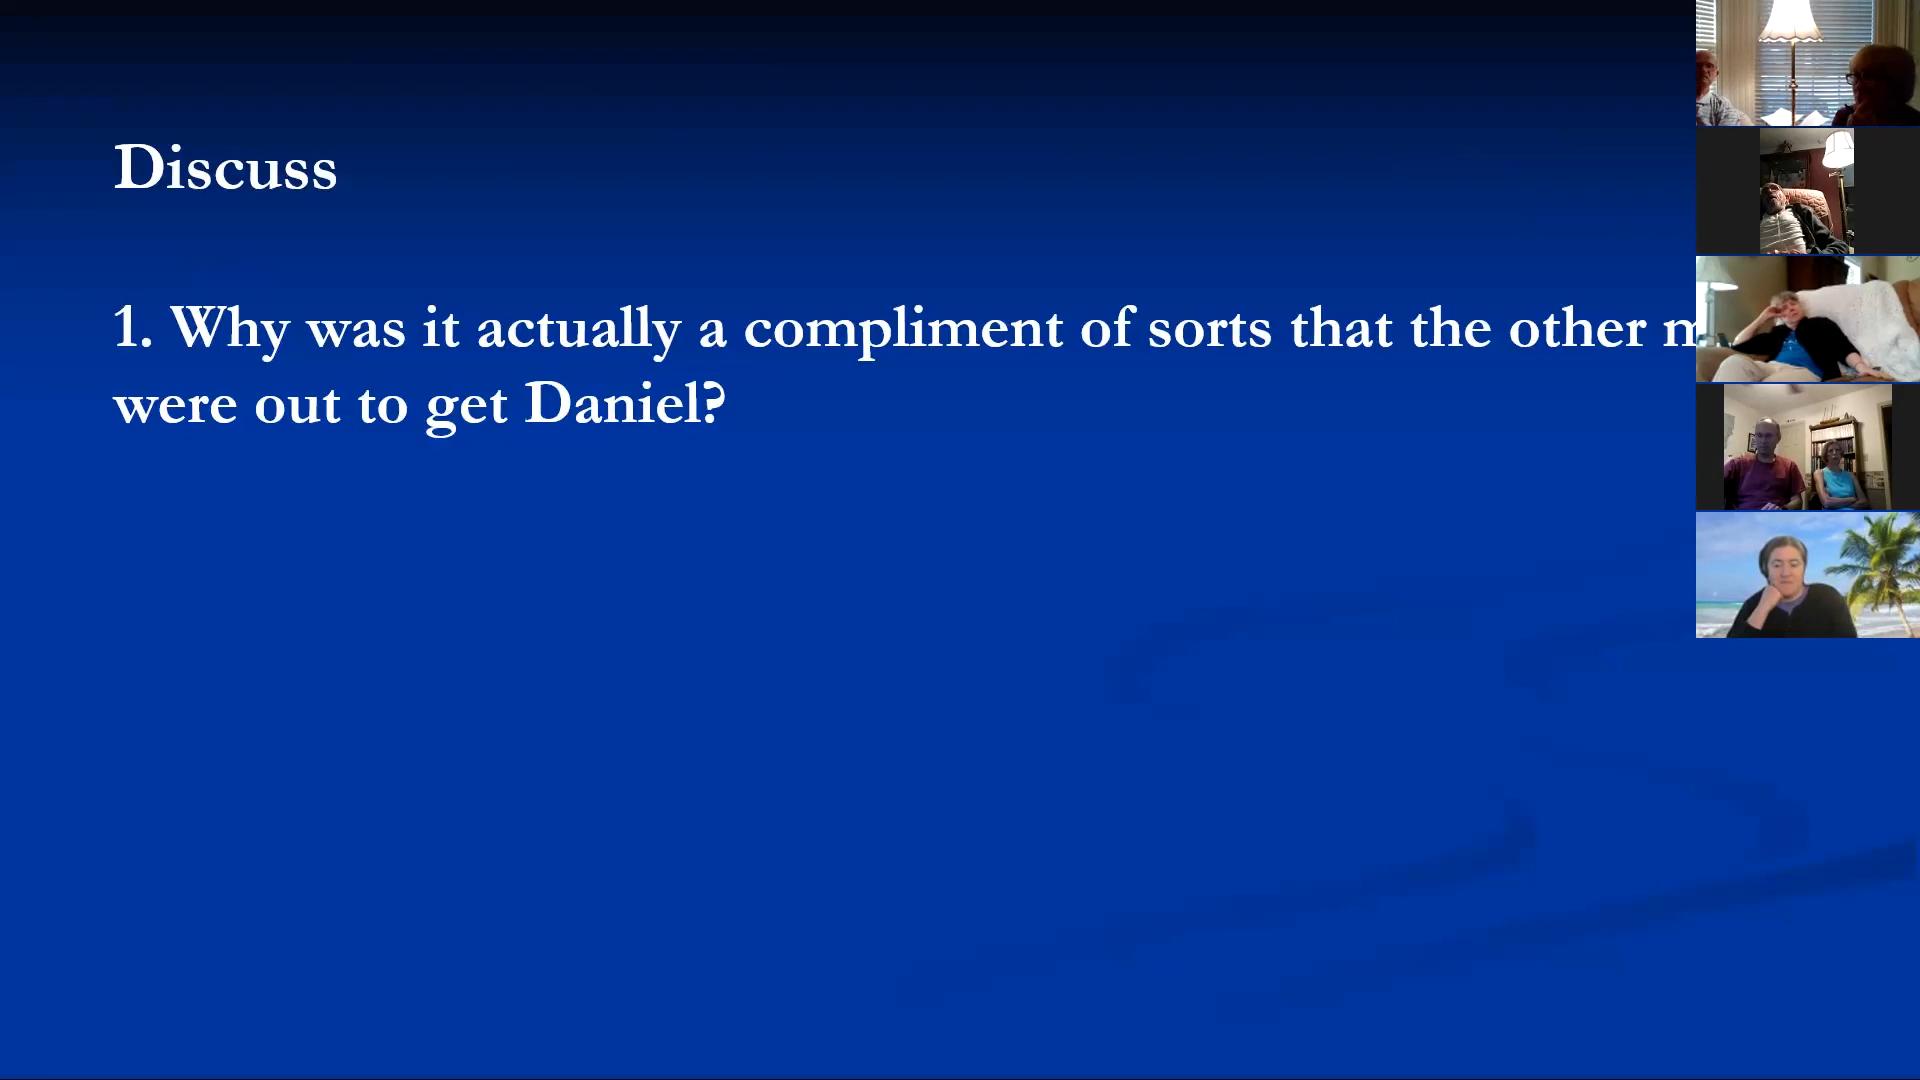 Discuss
1. Why was it actually a compliment of sorts that the other
were out to get Daniel?